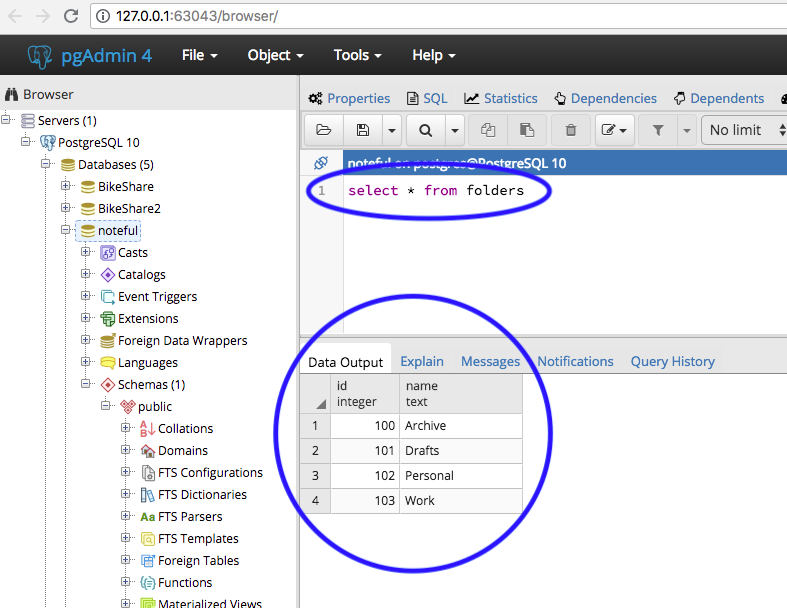 127.0.0.1:63043/browser/
pgAdmin 4 File Object Tools Help
Browser
Properties SQL Statistics Dependencies Dependents
No limit
Servers (1)
PostgreSQL 10
Databases (5)
BikeShare
BikeShare2
noteful
Casts
Catalogs
Event Triggers
Extensions
Foreign Data Wrappers
Languages
Schemas (1)
public
Collations
Domains
FTS Configurations
FTS Dictionaries
FTS Parsers
FTS Templates
Foreign Tables
Functions
Materialized Views
noteful on postgres@PostgreSQL 10
1 select * from folders
Data Output Explain Messages Notifications Query History
id name
integer text
1 100 Archive
2 101 Drafts
3 102 Personal
4 103 Work